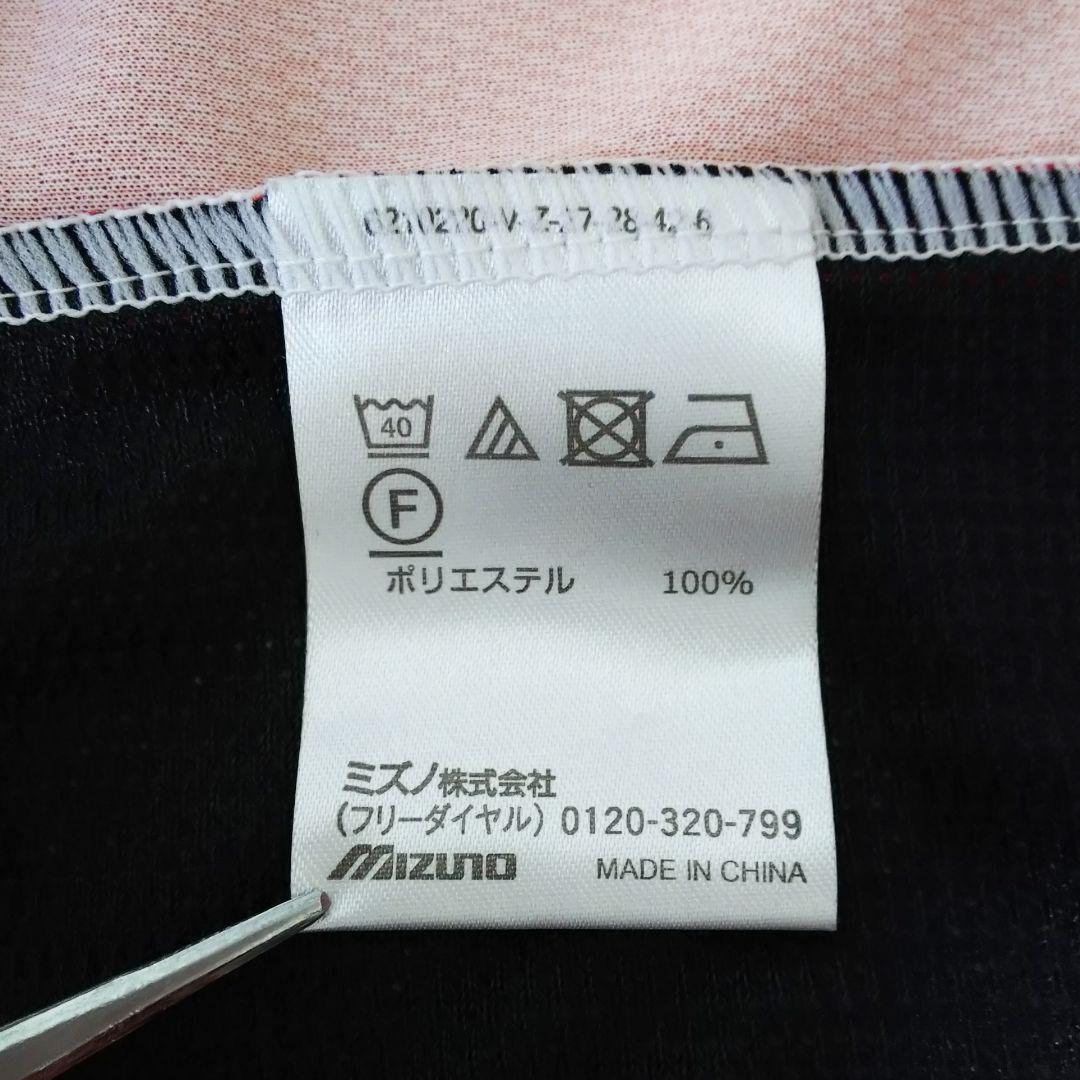 40
F
ポリエステル 100%
ミズノ株式会社
(フリーダイヤル) 0120-320-799
MIZUNO MADE IN CHINA